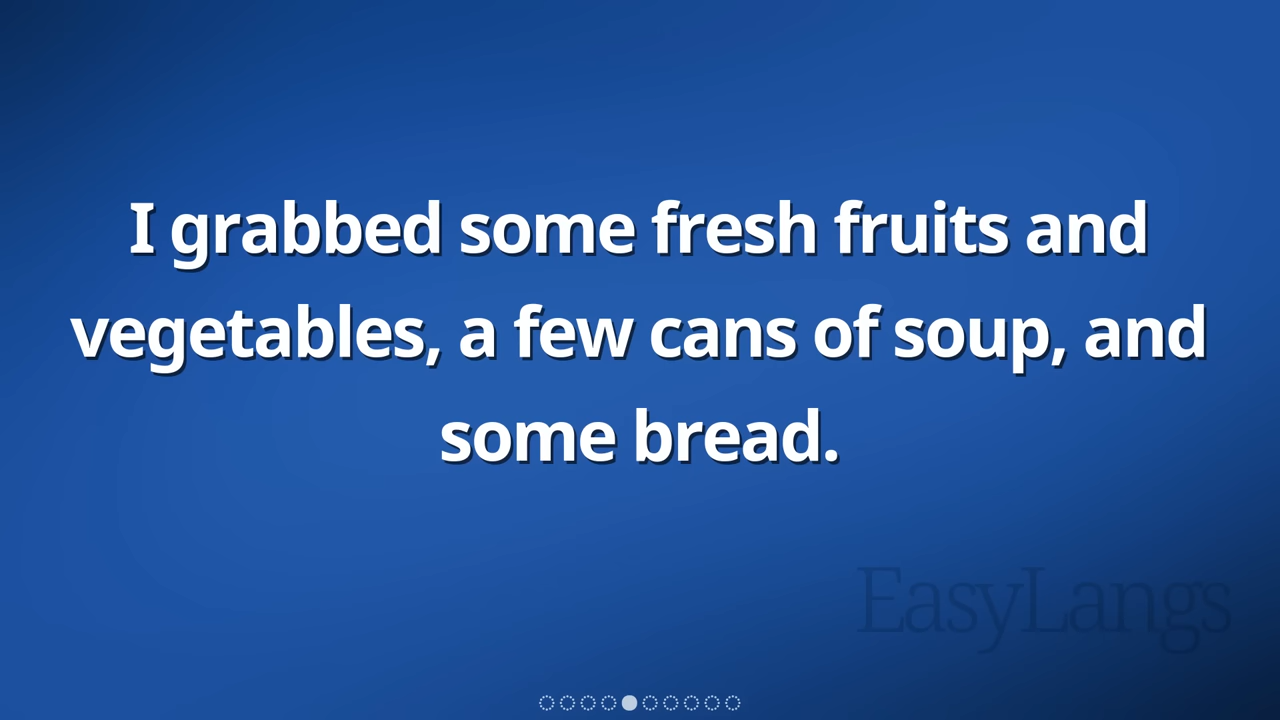 I grabbed some fresh fruits and
vegetables, a few cans of soup, and
some bread.
EasyLangs